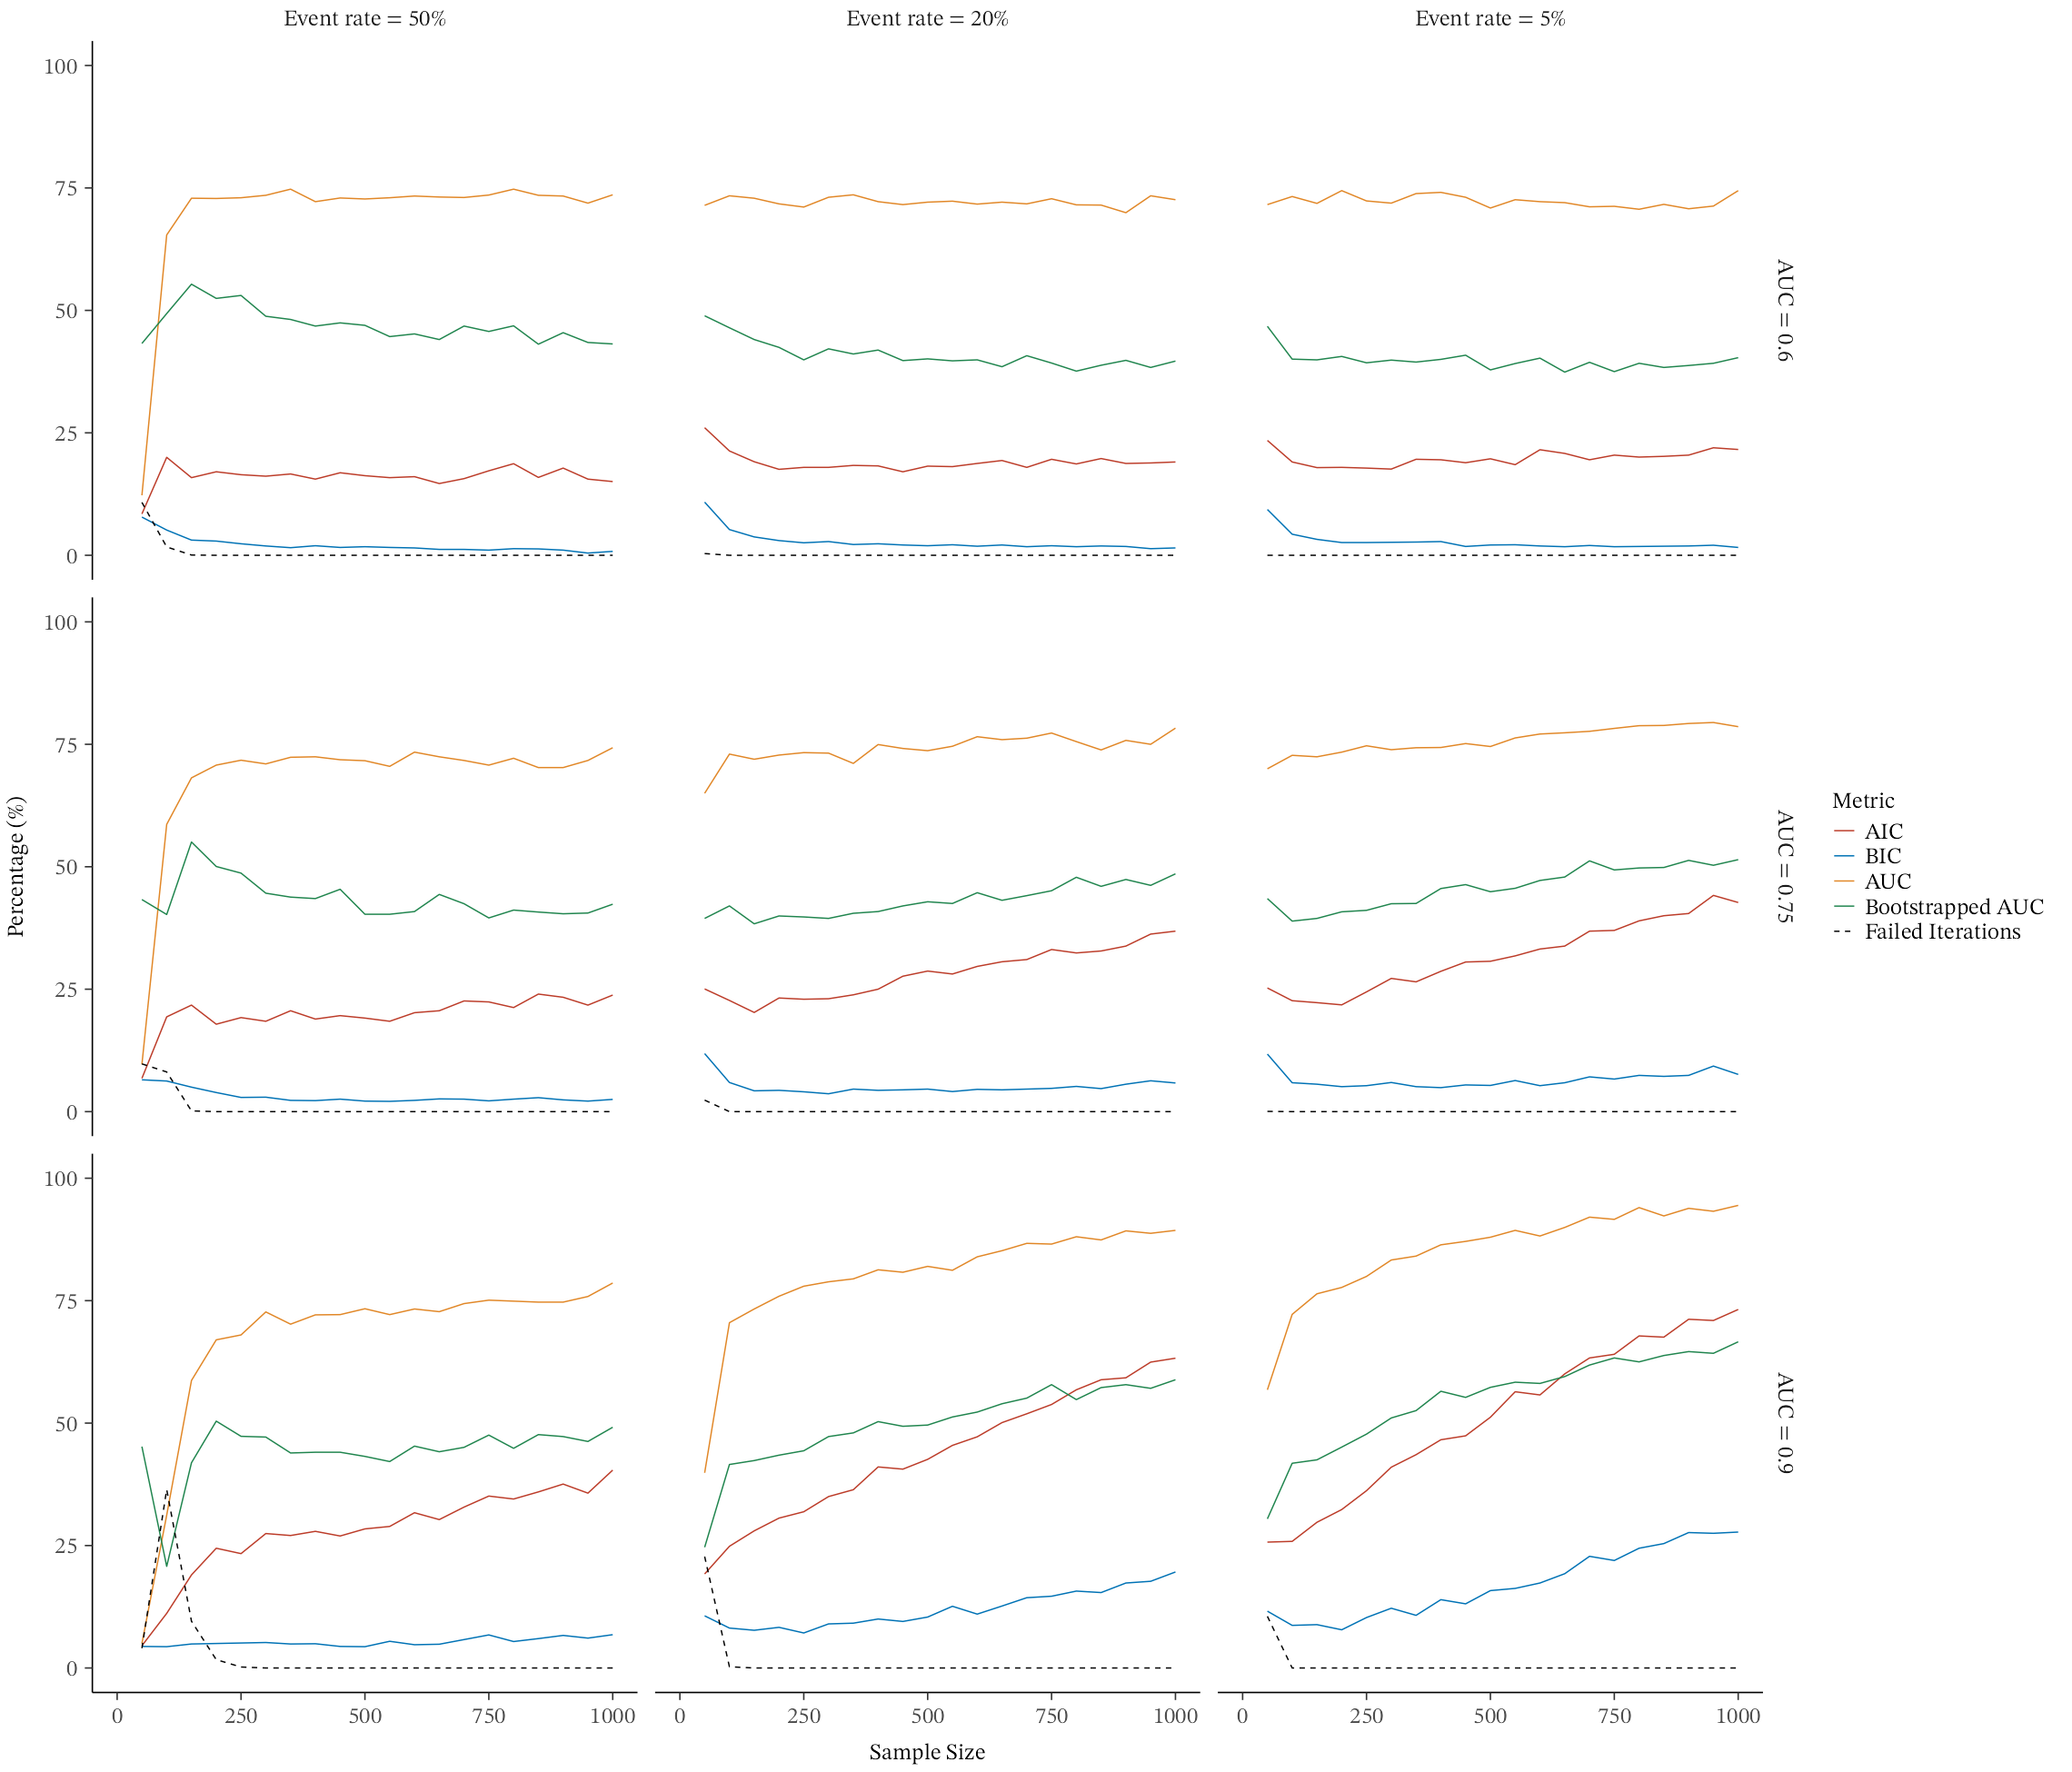 Event rate = 50%
Event rate = 20%
Event rate = 5%
100
75
50
25
0
AUC = 0.6
100
75
50
25
0
AUC = 0.75
100
75
50
25
0
AUC = 0.9
Percentage (%)
0 250 500 750 1000
0 250 500 750 1000
0 250 500 750 1000
Sample Size
Metric
AIC
BIC
AUC
Bootstrapped AUC
Failed Iterations